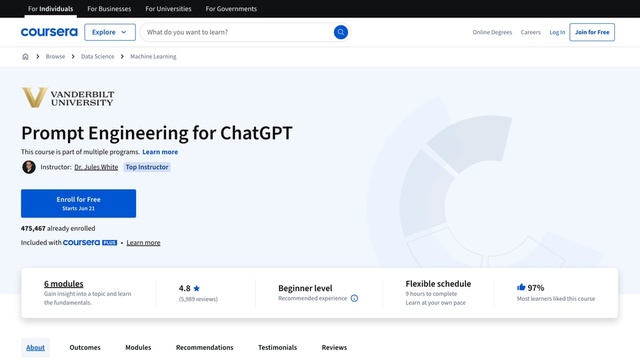 For Individuals For Businesses For Universities For Governments
coursera Explore What do you want to learn? Online Degrees Careers Log In Join for Free
Browse Data Science Machine Learning
VANDERBILT
UNIVERSITY
Prompt Engineering for ChatGPT
This course is part of multiple programs. Learn more
Instructor: Dr. Jules White Top Instructor
Enroll for Free
Starts Jun 21
475,467 already enrolled
Included with coursera PLUS • Learn more
6 modules
Gain insight into a topic and learn
the fundamentals.
4.8
(5,989 reviews)
Beginner level
Recommended experience
Flexible schedule
9 hours to complete
Learn at your own pace
97%
Most learners liked this course
About Outcomes Modules Recommendations Testimonials Reviews